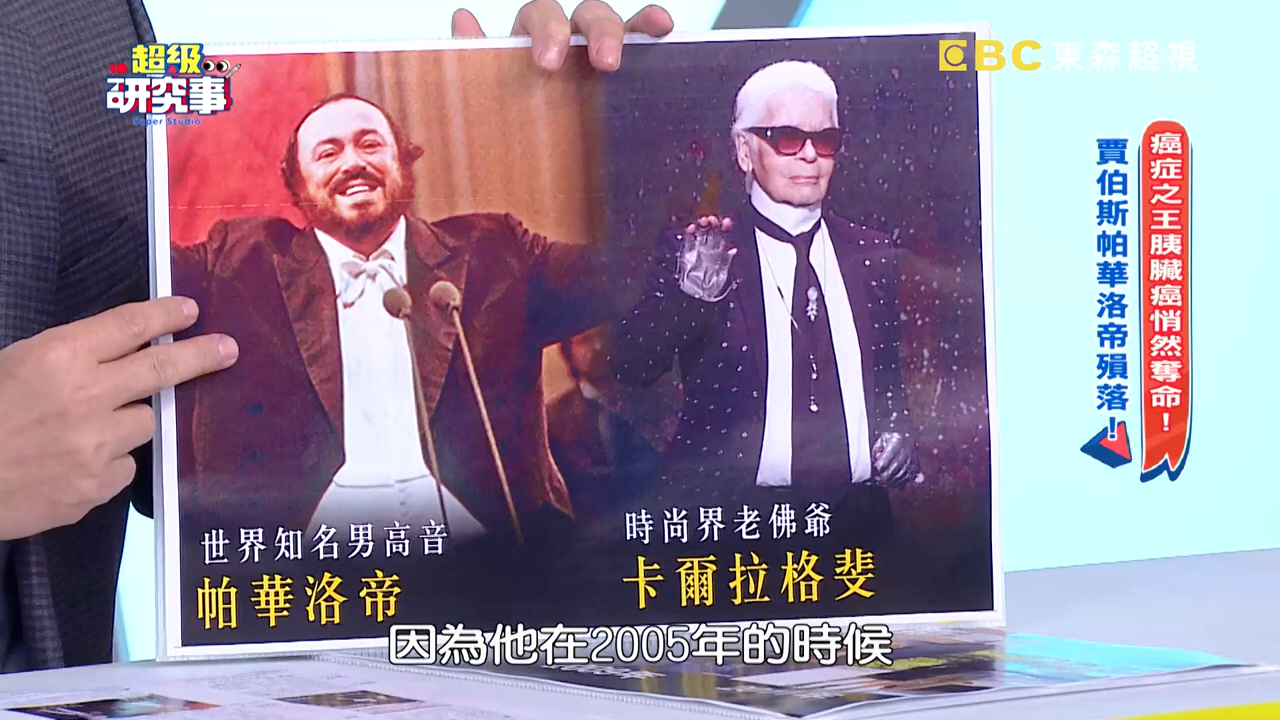 超級
研究事
Super Studio
EBC 東森超視
癌症之王胰臟癌悄然奪命！
賈伯斯帕華洛帝殞落！
世界知名男高音
帕華洛帝
時尚界老佛爺
卡爾拉格斐
因為他在2005年的時候